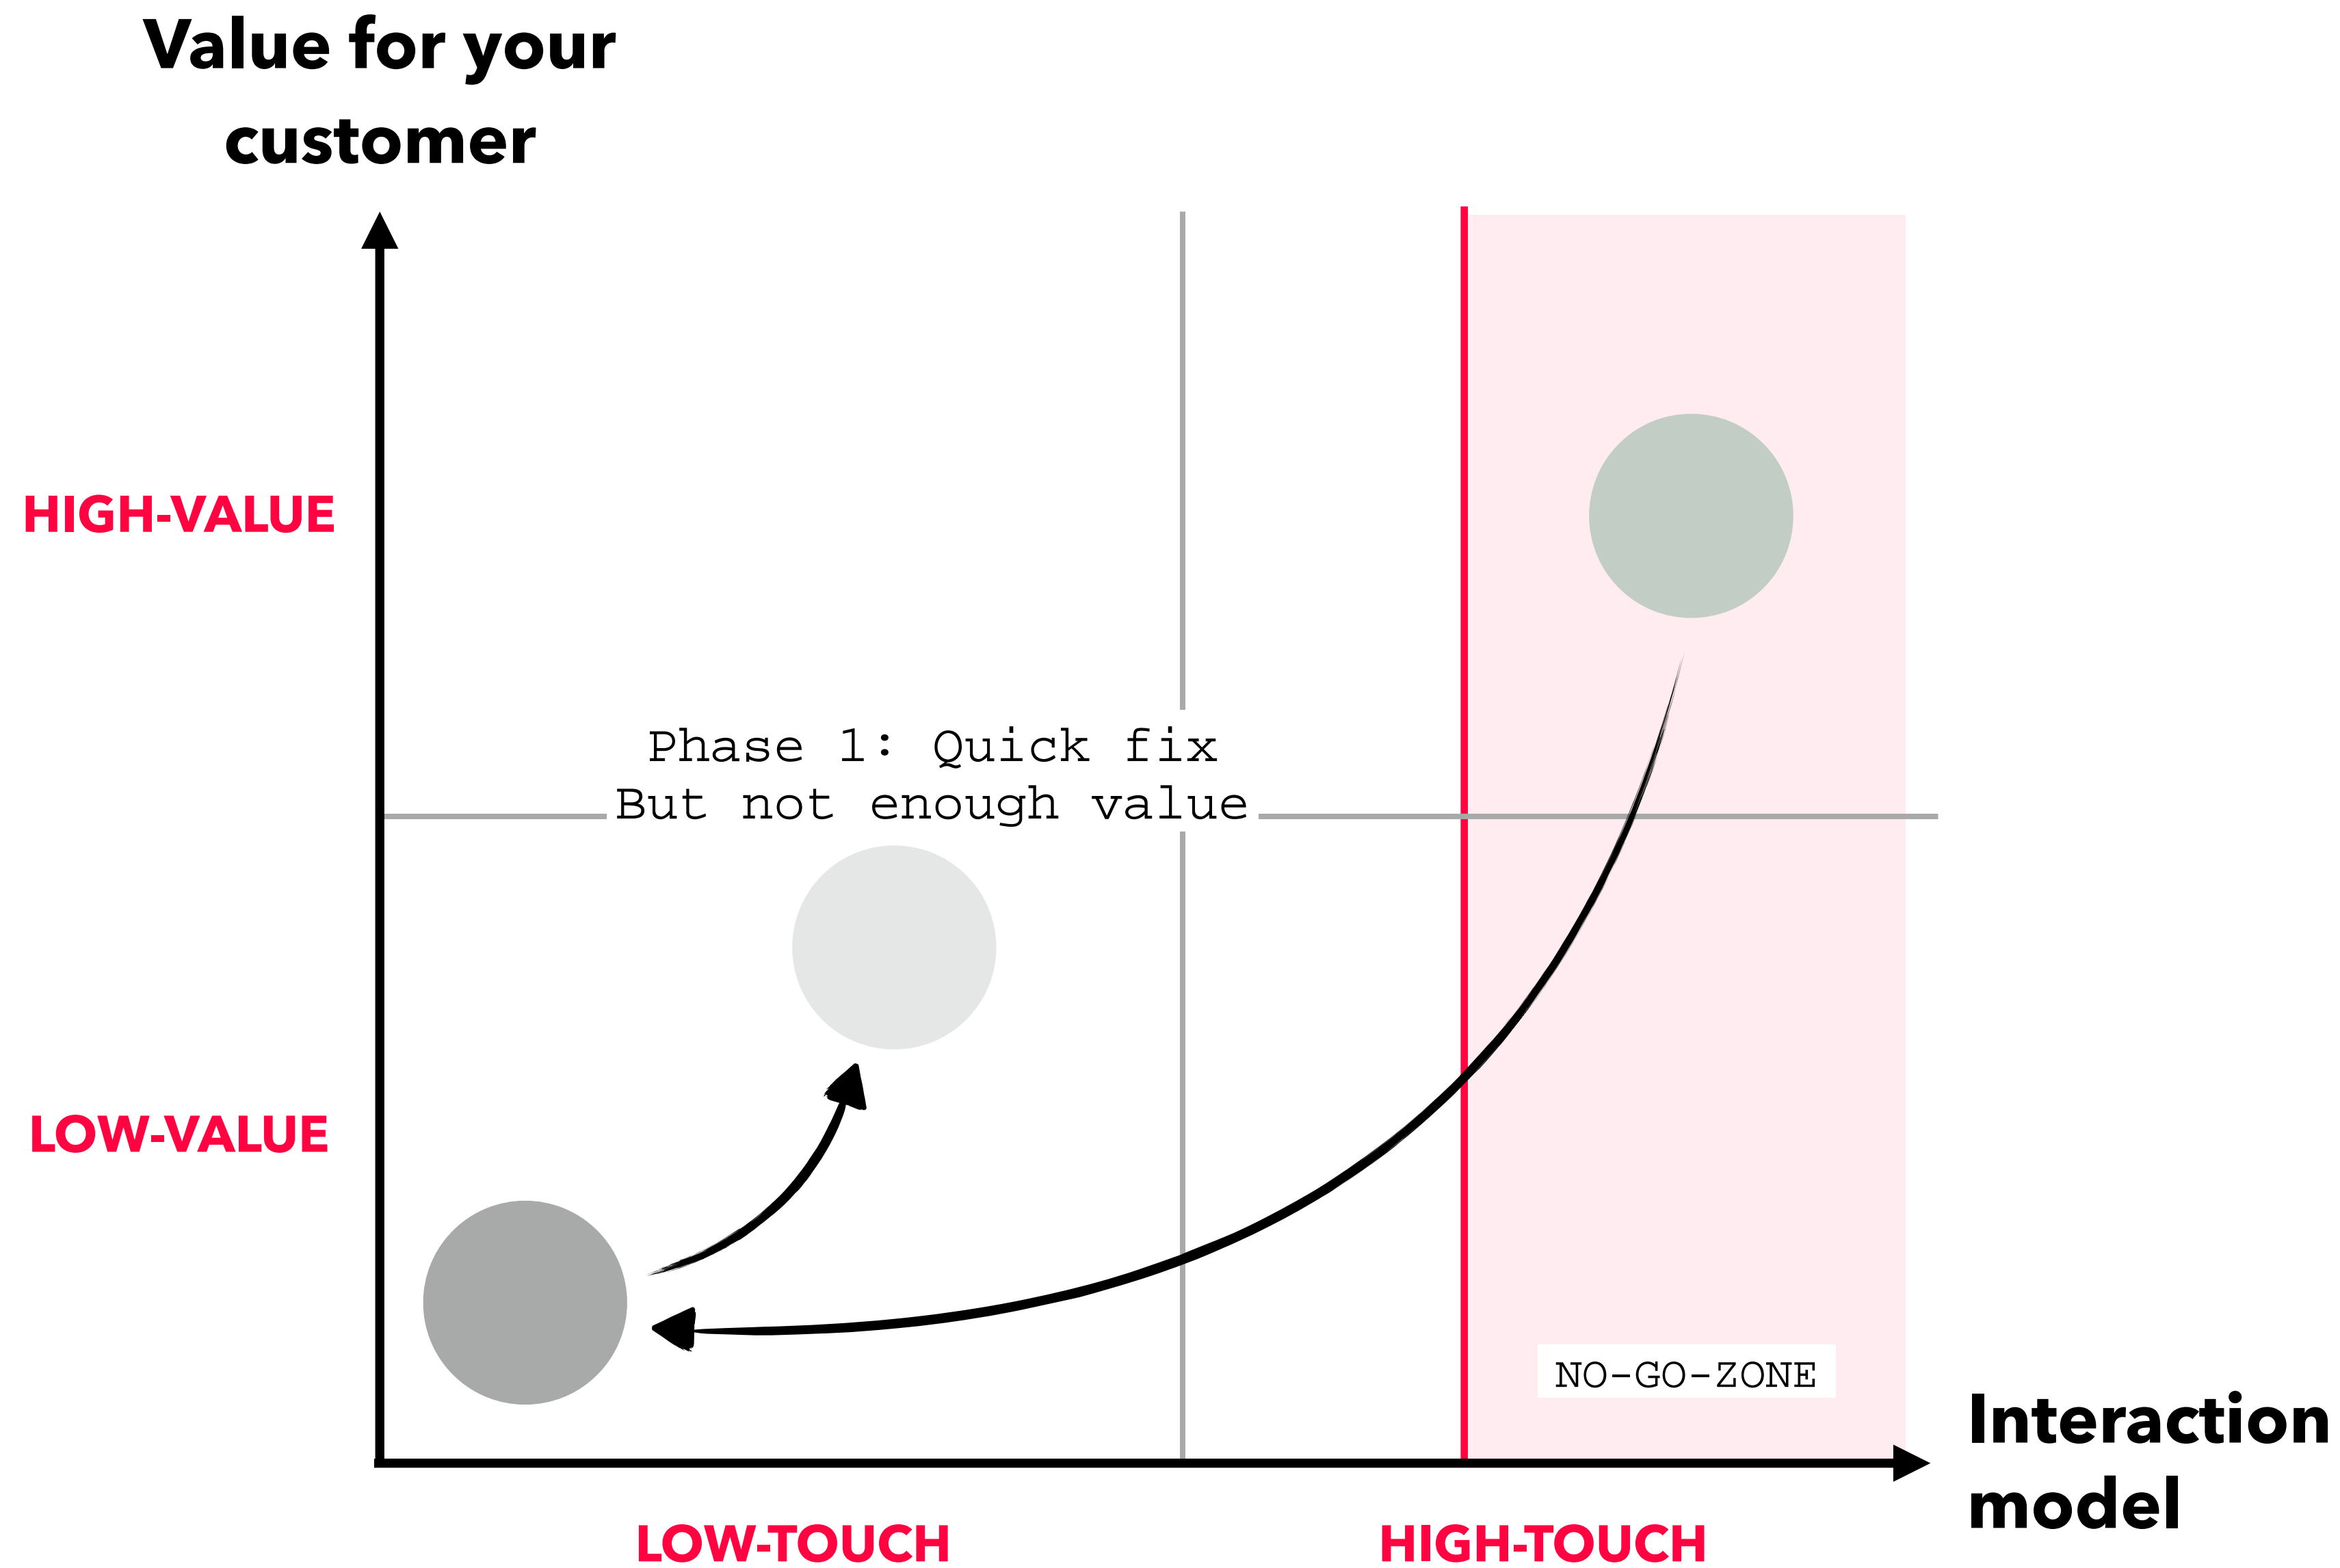 Value for your
customer
HIGH-VALUE
Phase 1: Quick fix
But not enough value
LOW-VALUE
NO-GO-ZONE
Interaction
model
LOW-TOUCH
HIGH-TOUCH